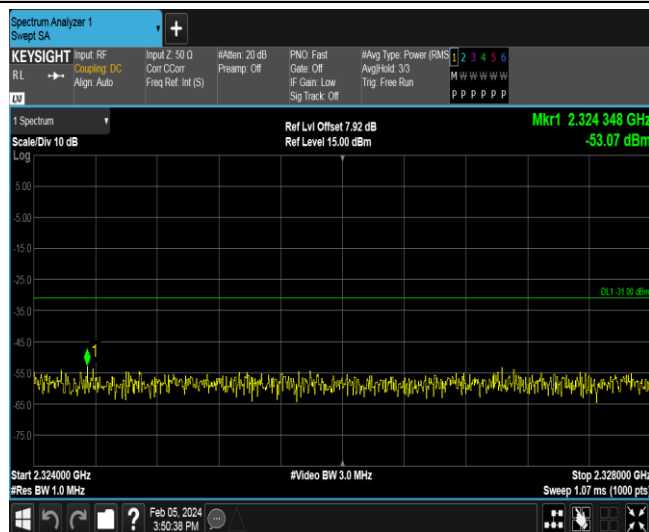 Spectrum Analyzer 1
Swept SA
KEYSIGHT
RL
LXI
Input: RF
Coupling: DC
Align: Auto
Input Z: 50 Ω
Corr CCorr
Freq Ref: Int (S)
#Atten: 20 dB
Preamp: Off
PNO: Fast
Gate: Off
IF Gain: Low
Sig Track: Off
#Avg Type: Power (RMS
Avg|Hold: 3/3
Trig: Free Run
1 2 3 4 5 6
M W W W W W
P P P P P P
1 Spectrum
Scale/Div 10 dB
Log
Ref Lvl Offset 7.92 dB
Ref Level 15.00 dBm
Mkr1 2.324 348 GHz
-53.07 dBm
5.00
-5.00
-15.0
-25.0
DL1 -31.00 dBm
-35.0
-45.0
1
-55.0
-65.0
-75.0
Start 2.324000 GHz
#Res BW 1.0 MHz
#Video BW 3.0 MHz
Stop 2.328000 GHz
Sweep 1.07 ms (1000 pts)
?
Feb 05, 2024
3:50:38 PM